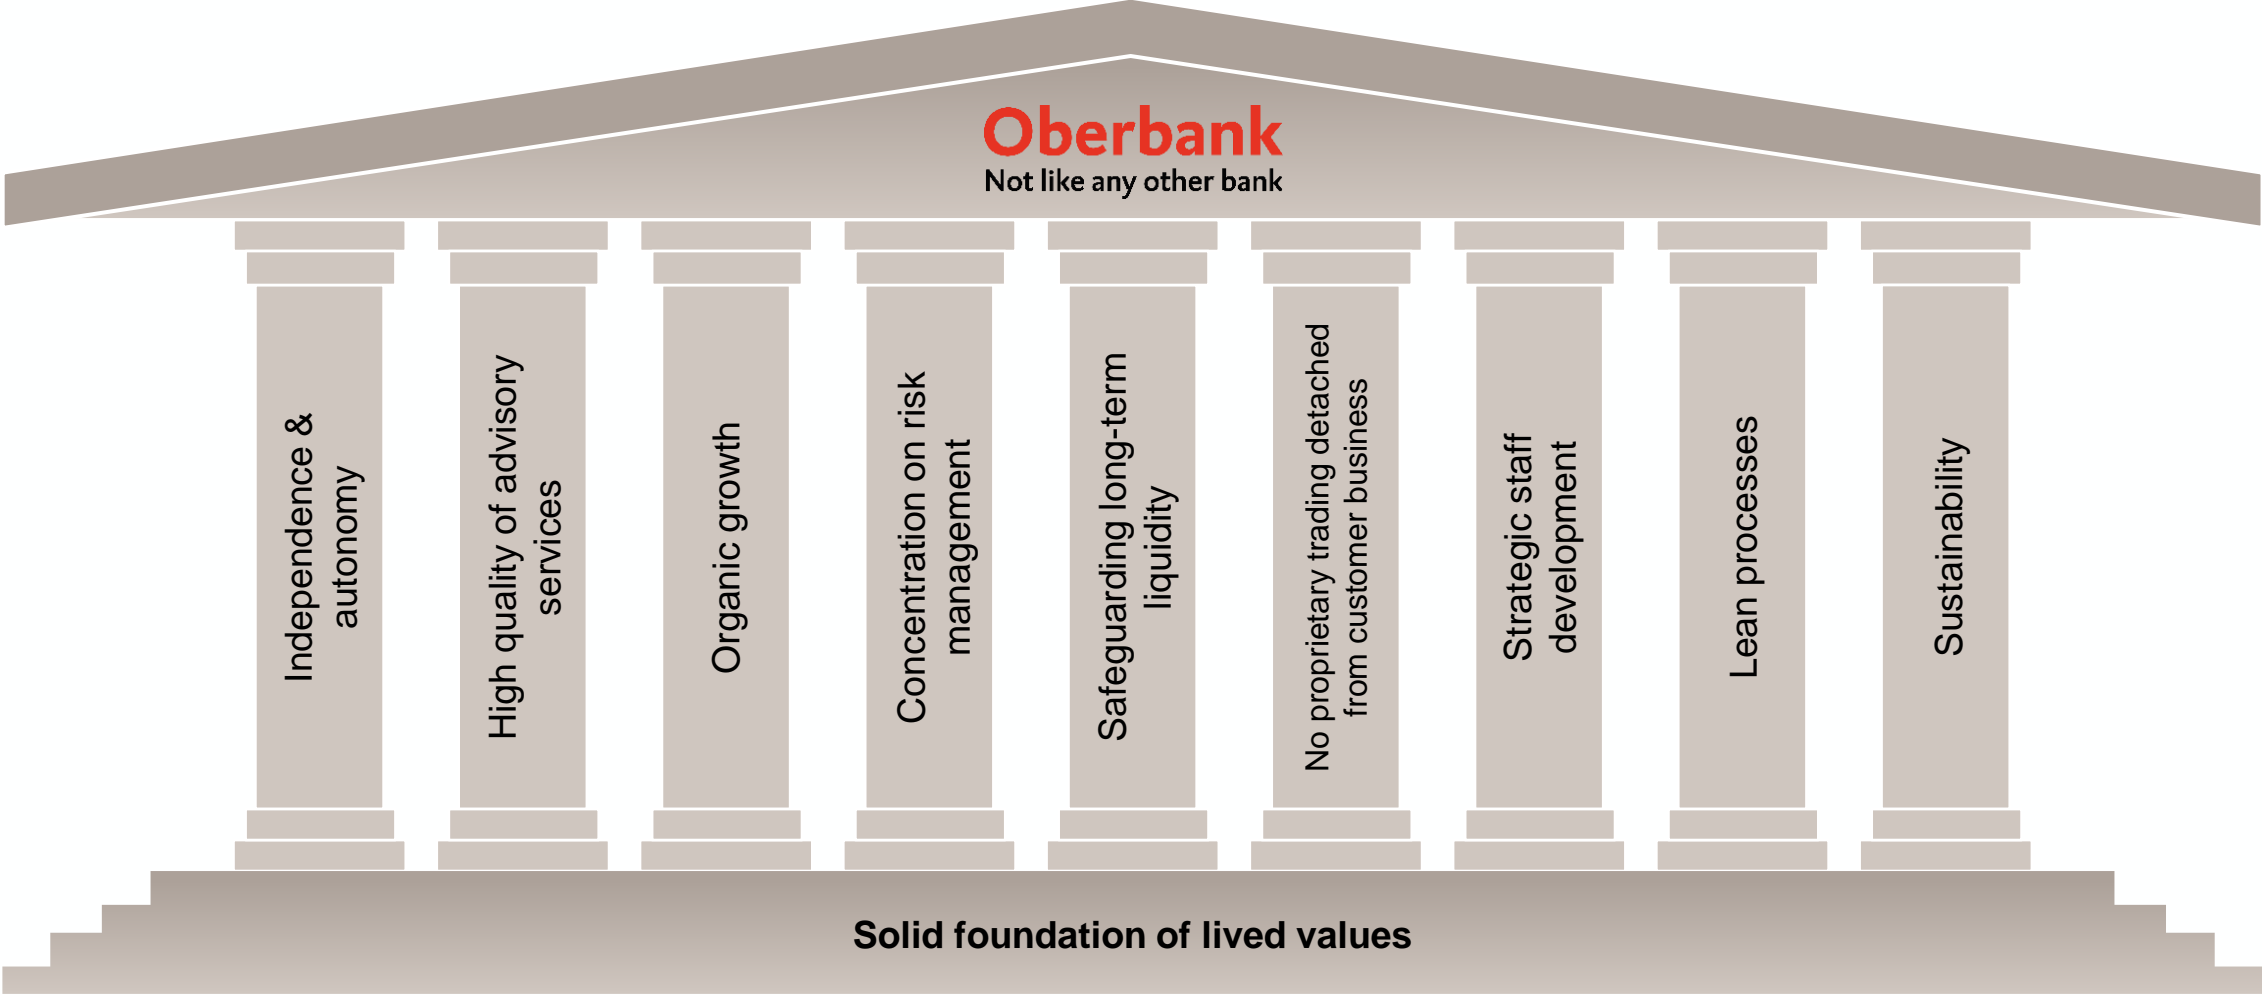 Oberbank
Not like any other bank
Independence &
autonomy
High quality of advisory
services
Organic growth
Concentration on risk
management
Safeguarding long-term
liquidity
No proprietary trading detached
from customer business
Strategic staff
development
Lean processes
Sustainability
Solid foundation of lived values